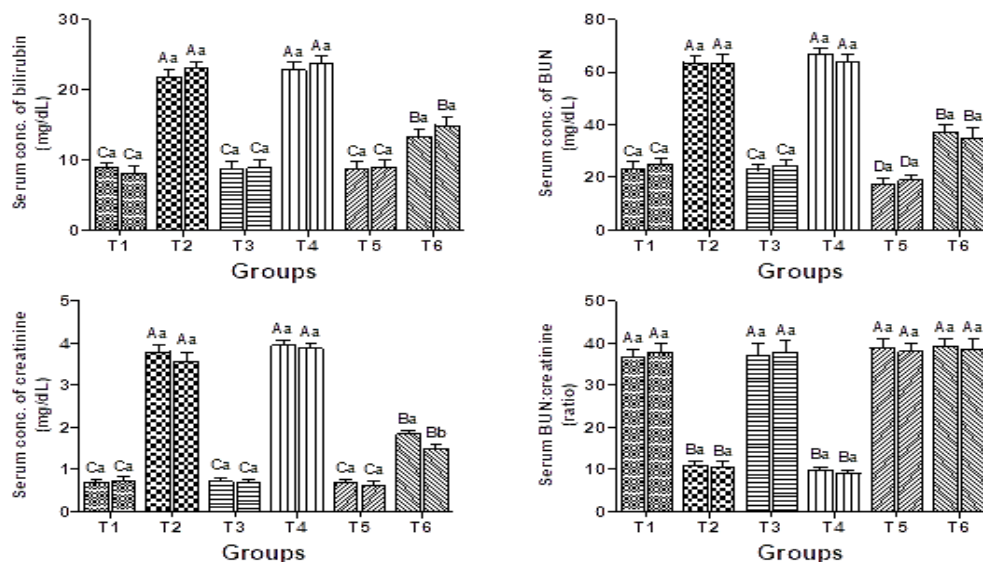 Serum conc. of bilirubin
(mg/dL)
30
20
10
0
Ca Ca Aa Aa Ca Ca Aa Aa Ca Ca Ba Ba
T1 T2 T3 T4 T5 T6
Groups
Serum conc. of BUN
(mg/dL)
80
60
40
20
0
Ca Ca Aa Aa Ca Ca Aa Aa Da Da Ba Ba
T1 T2 T3 T4 T5 T6
Groups
Serum conc. of creatinine
(mg/dL)
5
4
3
2
1
0
Ca Ca Aa Aa Ca Ca Aa Aa Ca Ca Ba Bb
T1 T2 T3 T4 T5 T6
Groups
Serum BUN:creatinine
(ratio)
50
40
30
20
10
0
Aa Aa Ba Ba Aa Aa Ba Ba Aa Aa Aa Aa
T1 T2 T3 T4 T5 T6
Groups